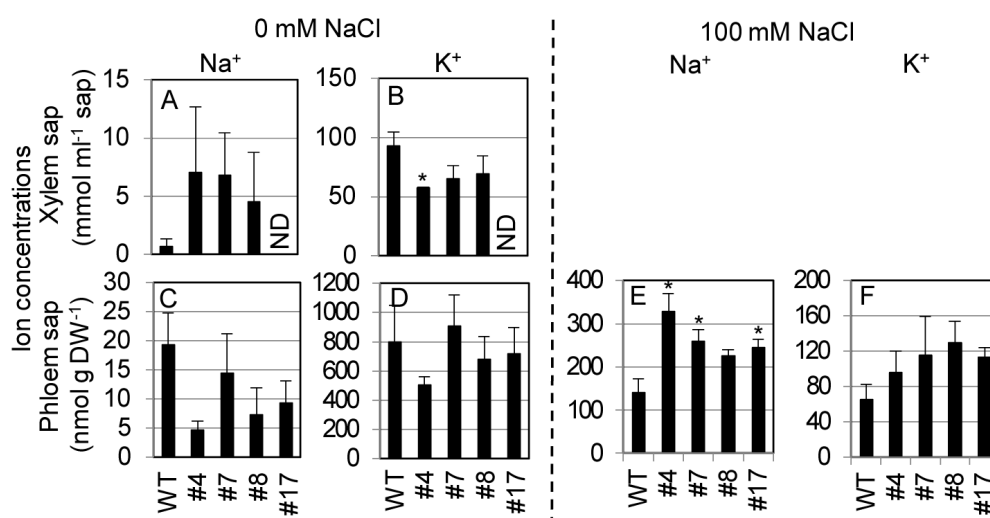 0 mM NaCl
100 mM NaCl
Na⁺
K⁺
Na⁺
K⁺
Ion concentrations
Xylem sap
(mmol ml⁻¹ sap)
Phloem sap
(nmol g DW⁻¹)
A
15
10
5
0
ND
B
150
100
50
0
*
ND
C
30
25
20
15
10
5
0
WT
#4
#7
#8
#17
D
1200
1000
800
600
400
200
0
WT
#4
#7
#8
#17
E
400
300
200
100
0
*
*
*
WT
#4
#7
#8
#17
F
200
160
120
80
40
0
WT
#4
#7
#8
#17